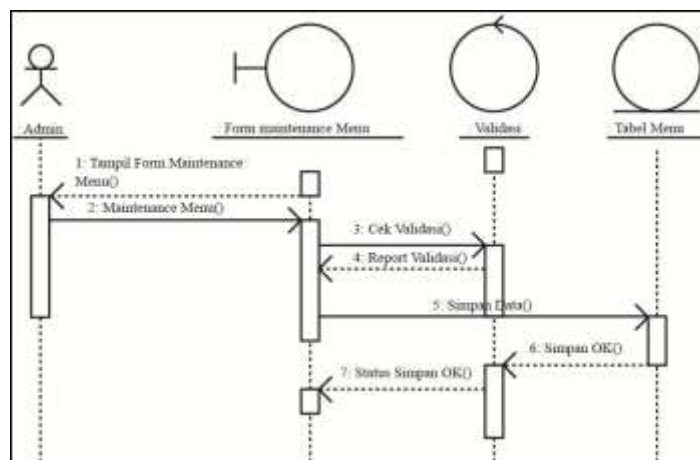 Admin
Form maintenance Menu
Validasi
Tabel Menu
1: Tampil Form Maintenance
Menu()
2: Maintenance Menu()
3: Cek Validasi()
4: Report Validasi()
5: Simpan Data()
6: Simpan OK()
7: Status Simpan OK()